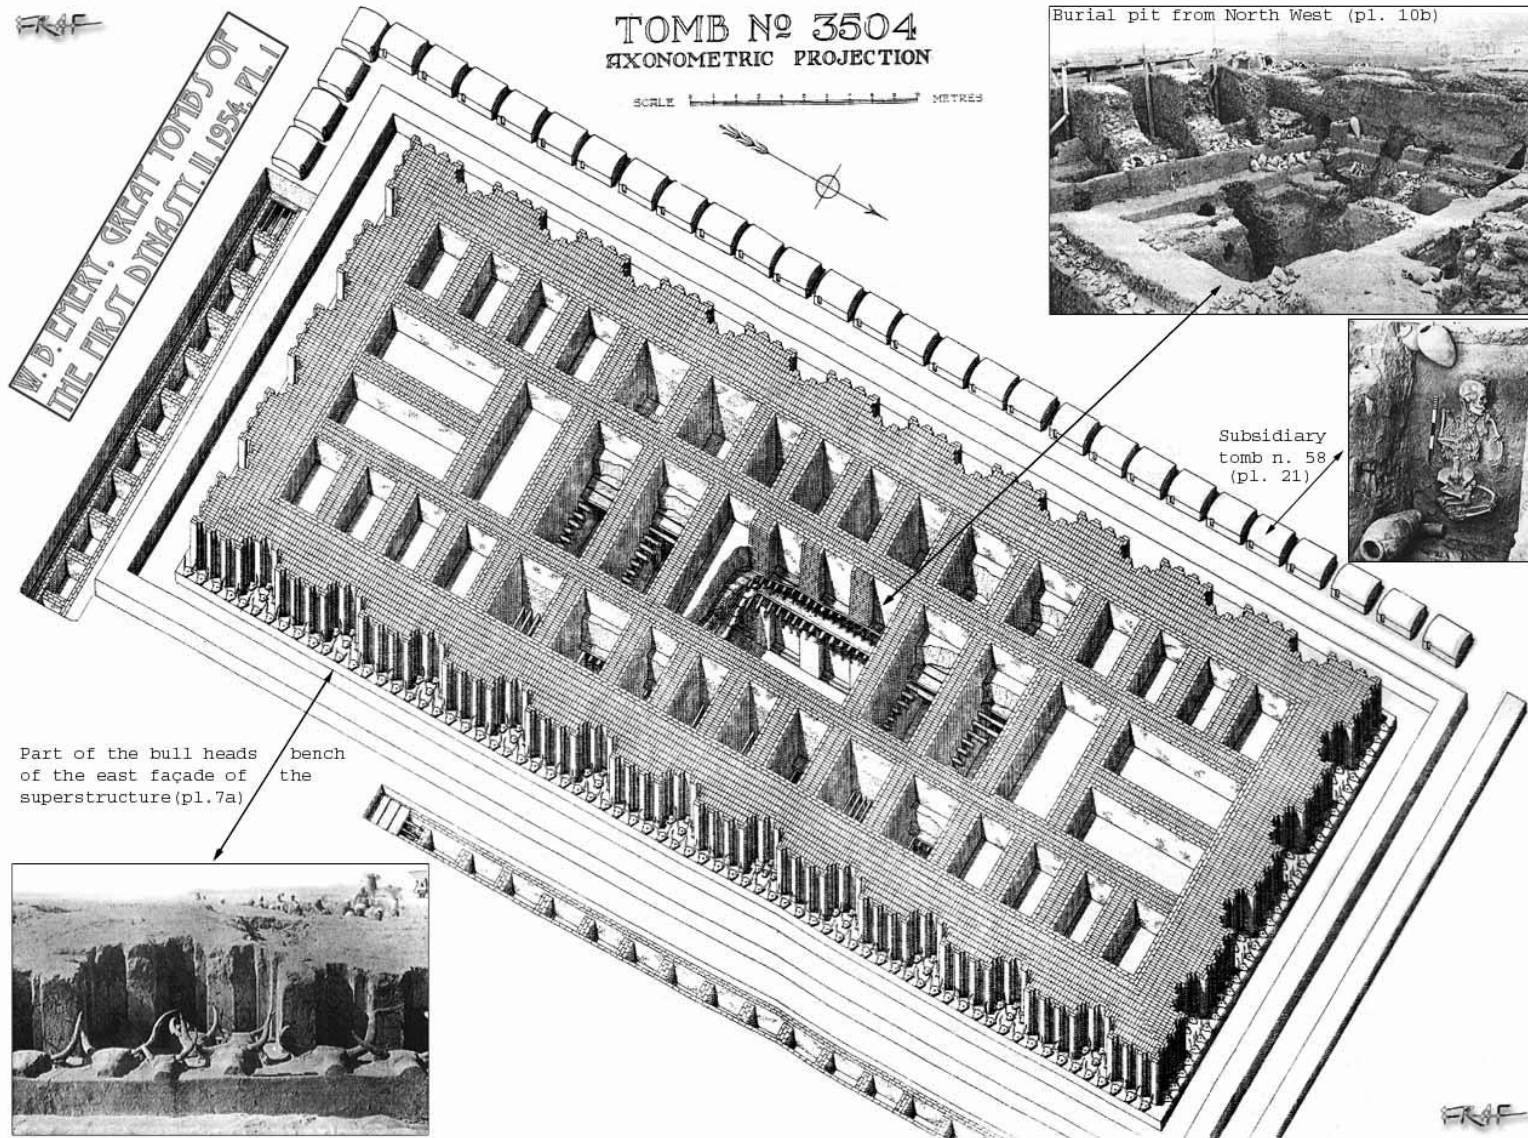 FRAF
W. B. EMERY, GREAT TOMBS OF
THE FIRST DYNASTY. II. 1954, PL. 1
TOMB Nº 3504
AXONOMETRIC PROJECTION
SCALE
METRES
Burial pit from North West (pl. 10b)
Subsidiary
tomb n. 58
(pl. 21)
Part of the bull heads bench
of the east façade of the
superstructure(pl.7a)
FRAF